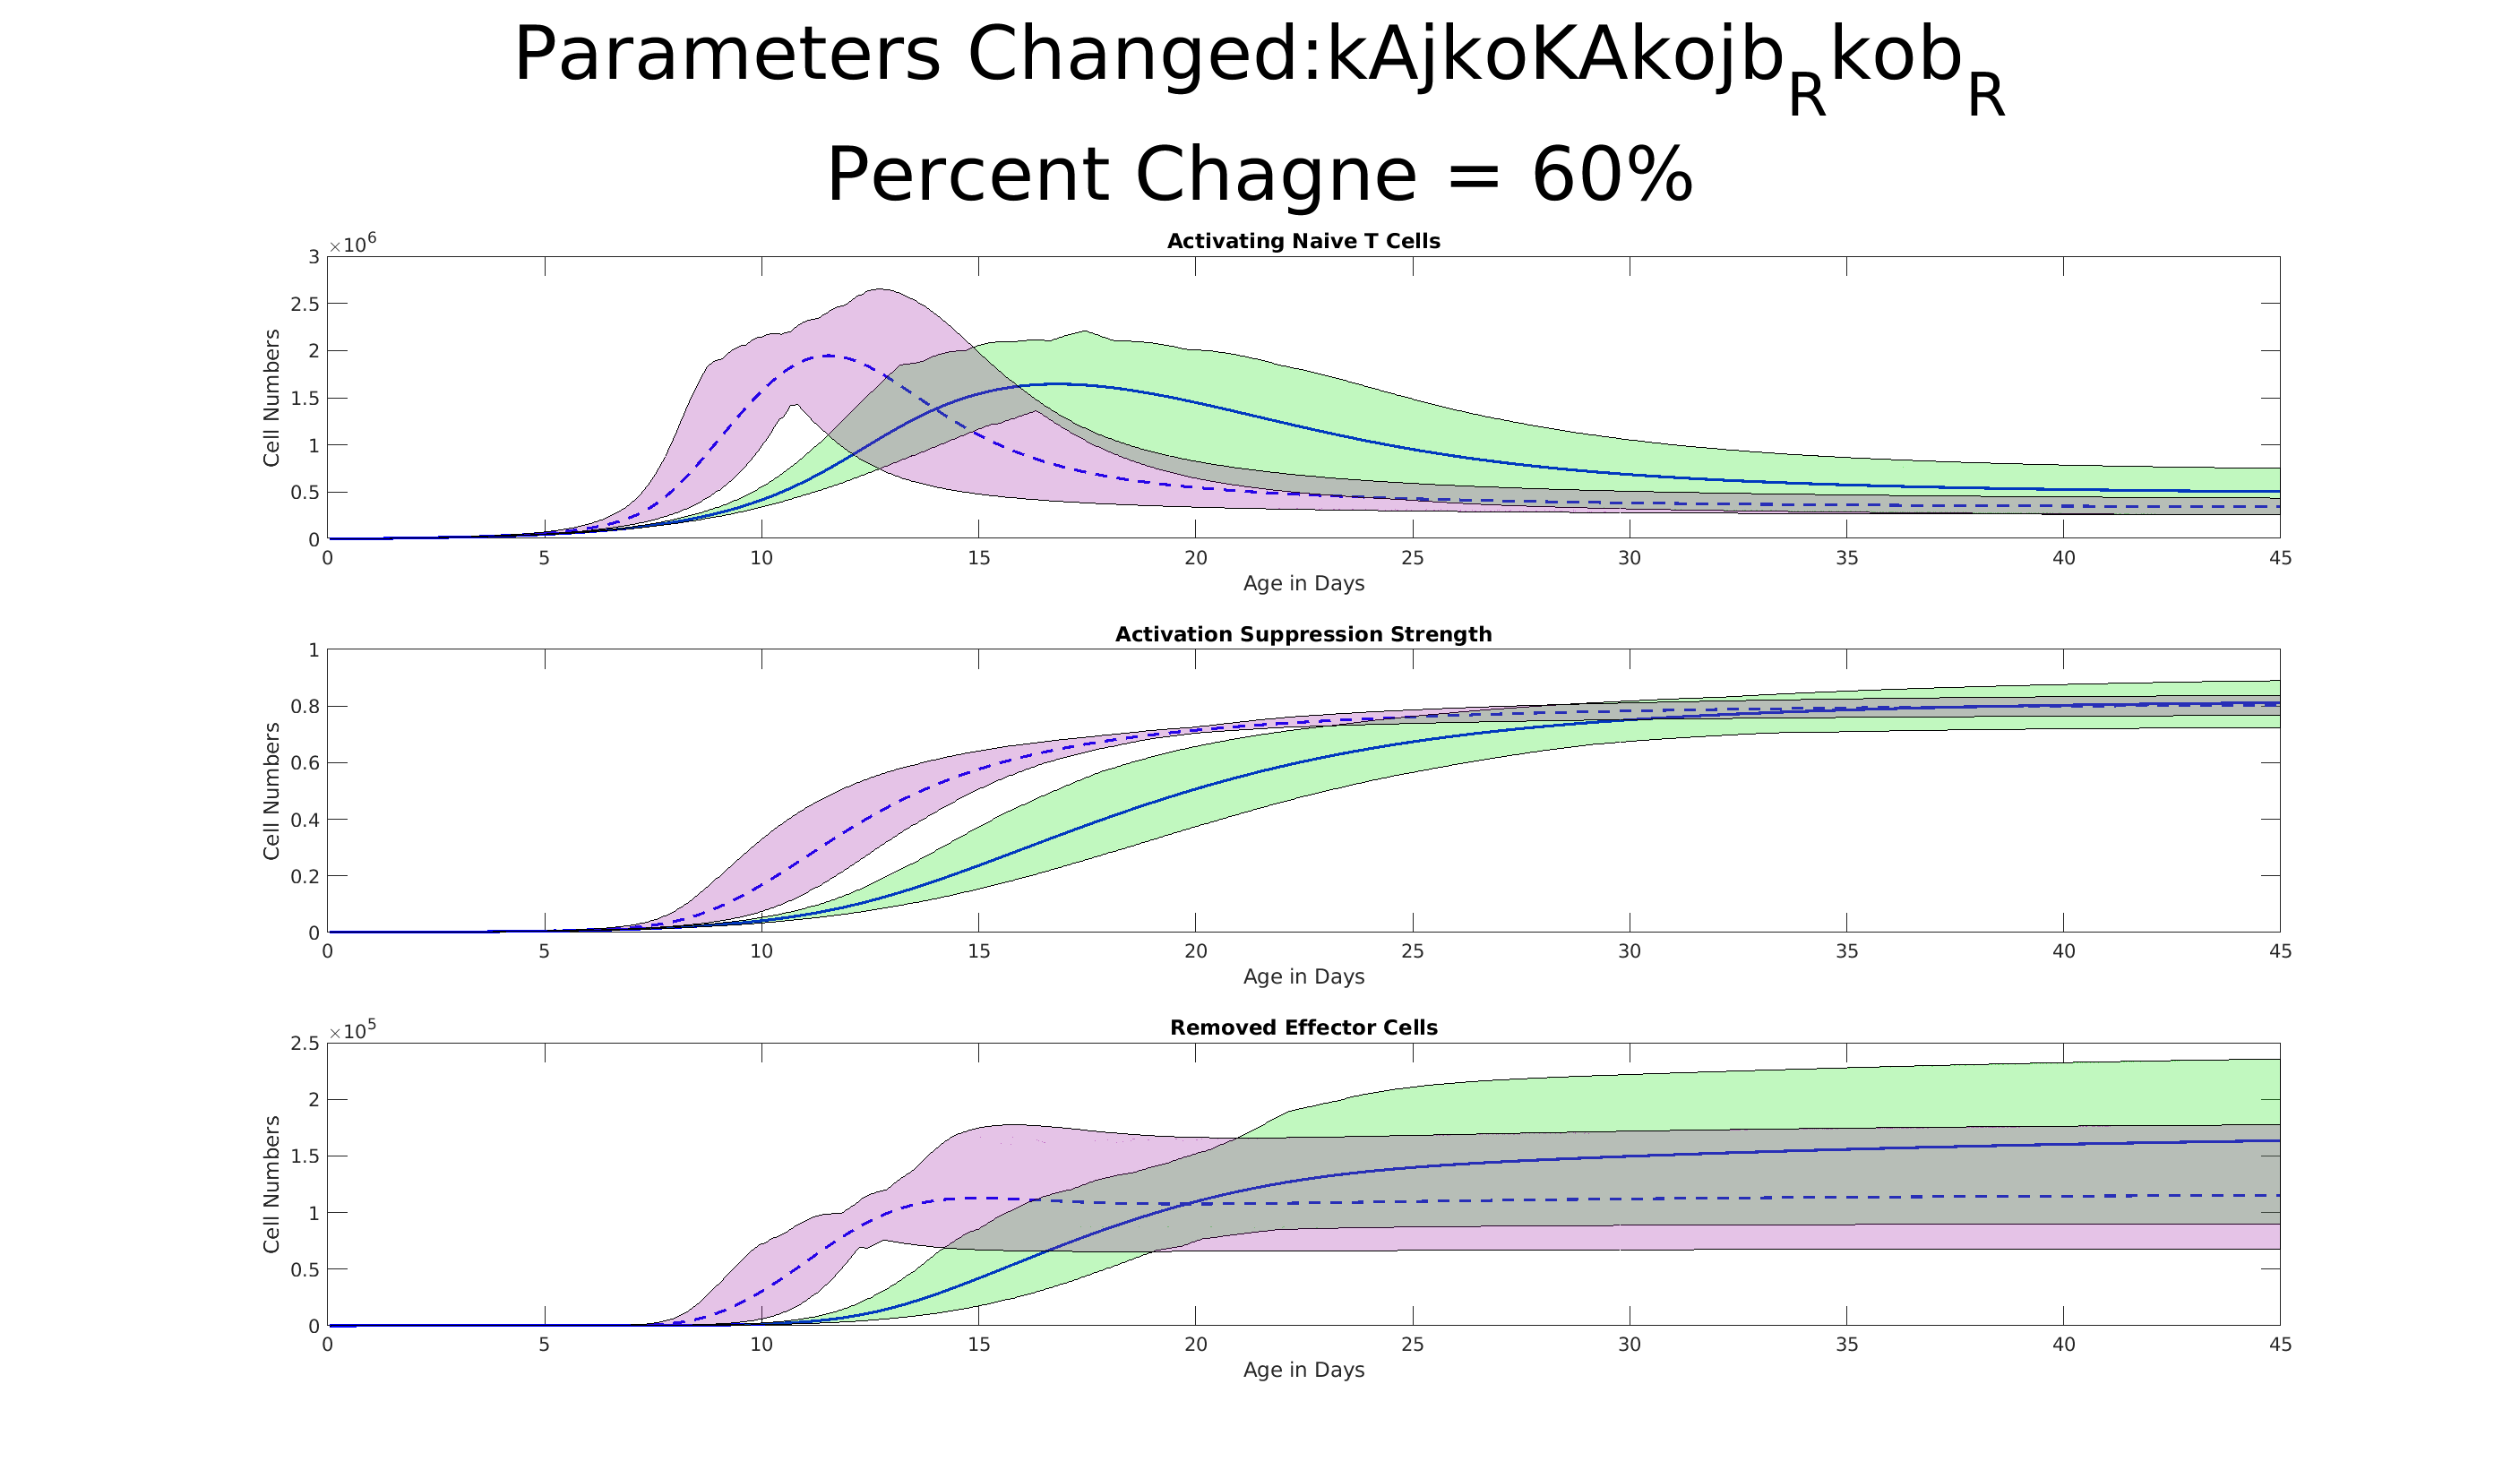 Parameters Changed:kAjkoKAkojb_Rkob_R
Percent Chagne = 60%
Activating Naive T Cells
×10^6
3
2.5
2
1.5
1
0.5
0
Cell Numbers
0 5 10 15 20 25 30 35 40 45
Age in Days
Activation Suppression Strength
1
0.8
0.6
0.4
0.2
0
Cell Numbers
0 5 10 15 20 25 30 35 40 45
Age in Days
Removed Effector Cells
×10^5
2.5
2
1.5
1
0.5
0
Cell Numbers
0 5 10 15 20 25 30 35 40 45
Age in Days